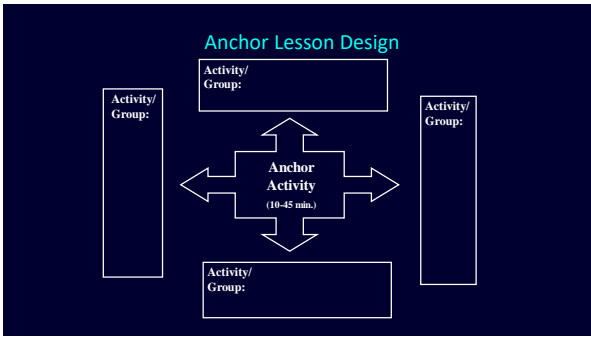 Anchor Lesson Design
Activity/
Group:
Activity/
Group:
Activity/
Group:
Anchor
Activity
(10-45 min.)
Activity/
Group: